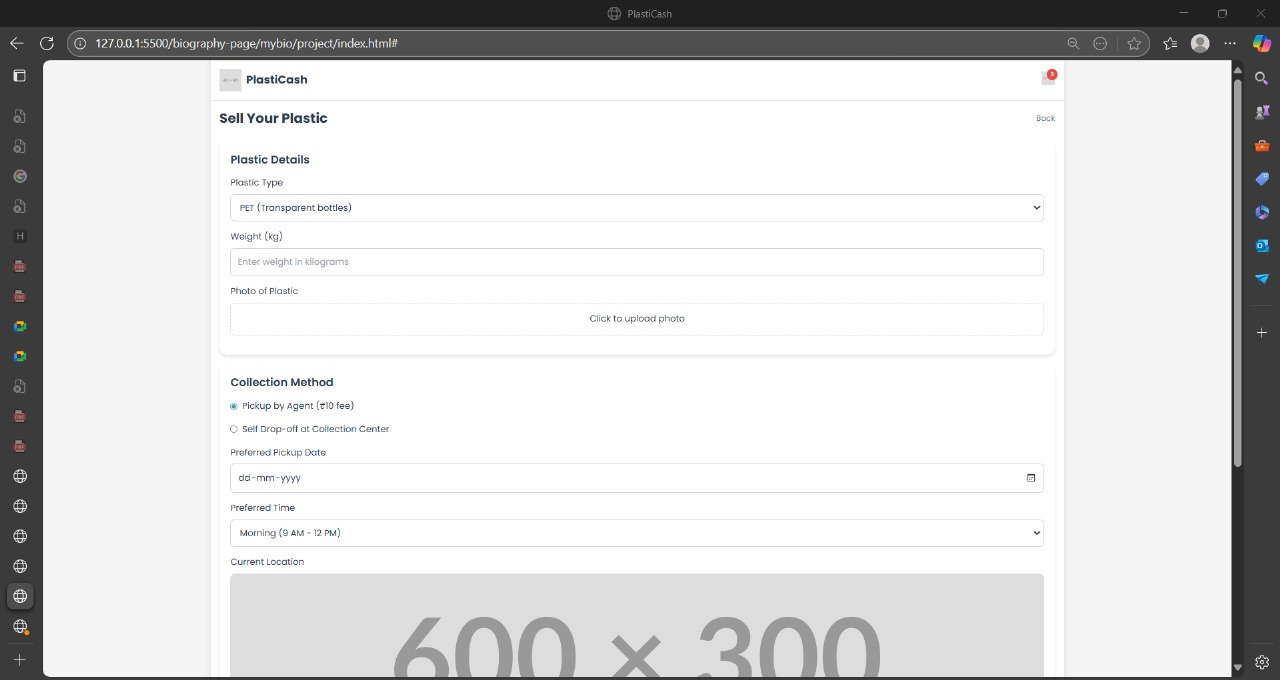 PlastiCash
127.0.0.1:5500/biography-page/mybio/project/index.html#
PlastiCash
3
Sell Your Plastic
Back
Plastic Details
Plastic Type
PET (Transparent bottles)
Weight (kg)
Enter weight in kilograms
Photo of Plastic
Click to upload photo
Collection Method
Pickup by Agent (₹10 fee)
Self Drop-off at Collection Center
Preferred Pickup Date
dd-mm-yyyy
Preferred Time
Morning (9 AM - 12 PM)
Current Location
600 × 300